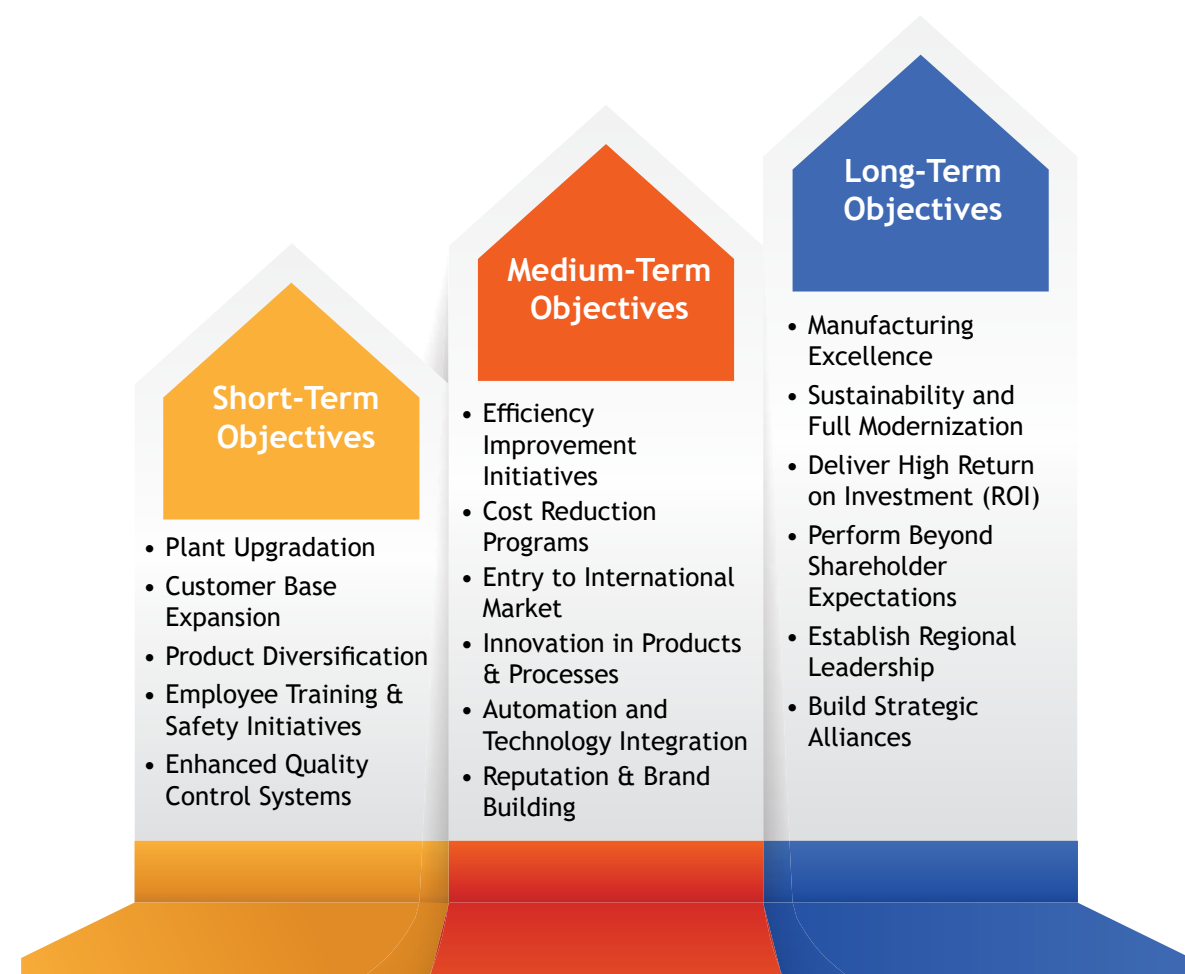 Short-Term
Objectives
• Plant Upgradation
• Customer Base
Expansion
• Product Diversification
• Employee Training &
Safety Initiatives
• Enhanced Quality
Control Systems
Medium-Term
Objectives
• Efficiency
Improvement
Initiatives
• Cost Reduction
Programs
• Entry to International
Market
• Innovation in Products
& Processes
• Automation and
Technology Integration
• Reputation & Brand
Building
Long-Term
Objectives
• Manufacturing
Excellence
• Sustainability and
Full Modernization
• Deliver High Return
on Investment (ROI)
• Perform Beyond
Shareholder
Expectations
• Establish Regional
Leadership
• Build Strategic
Alliances